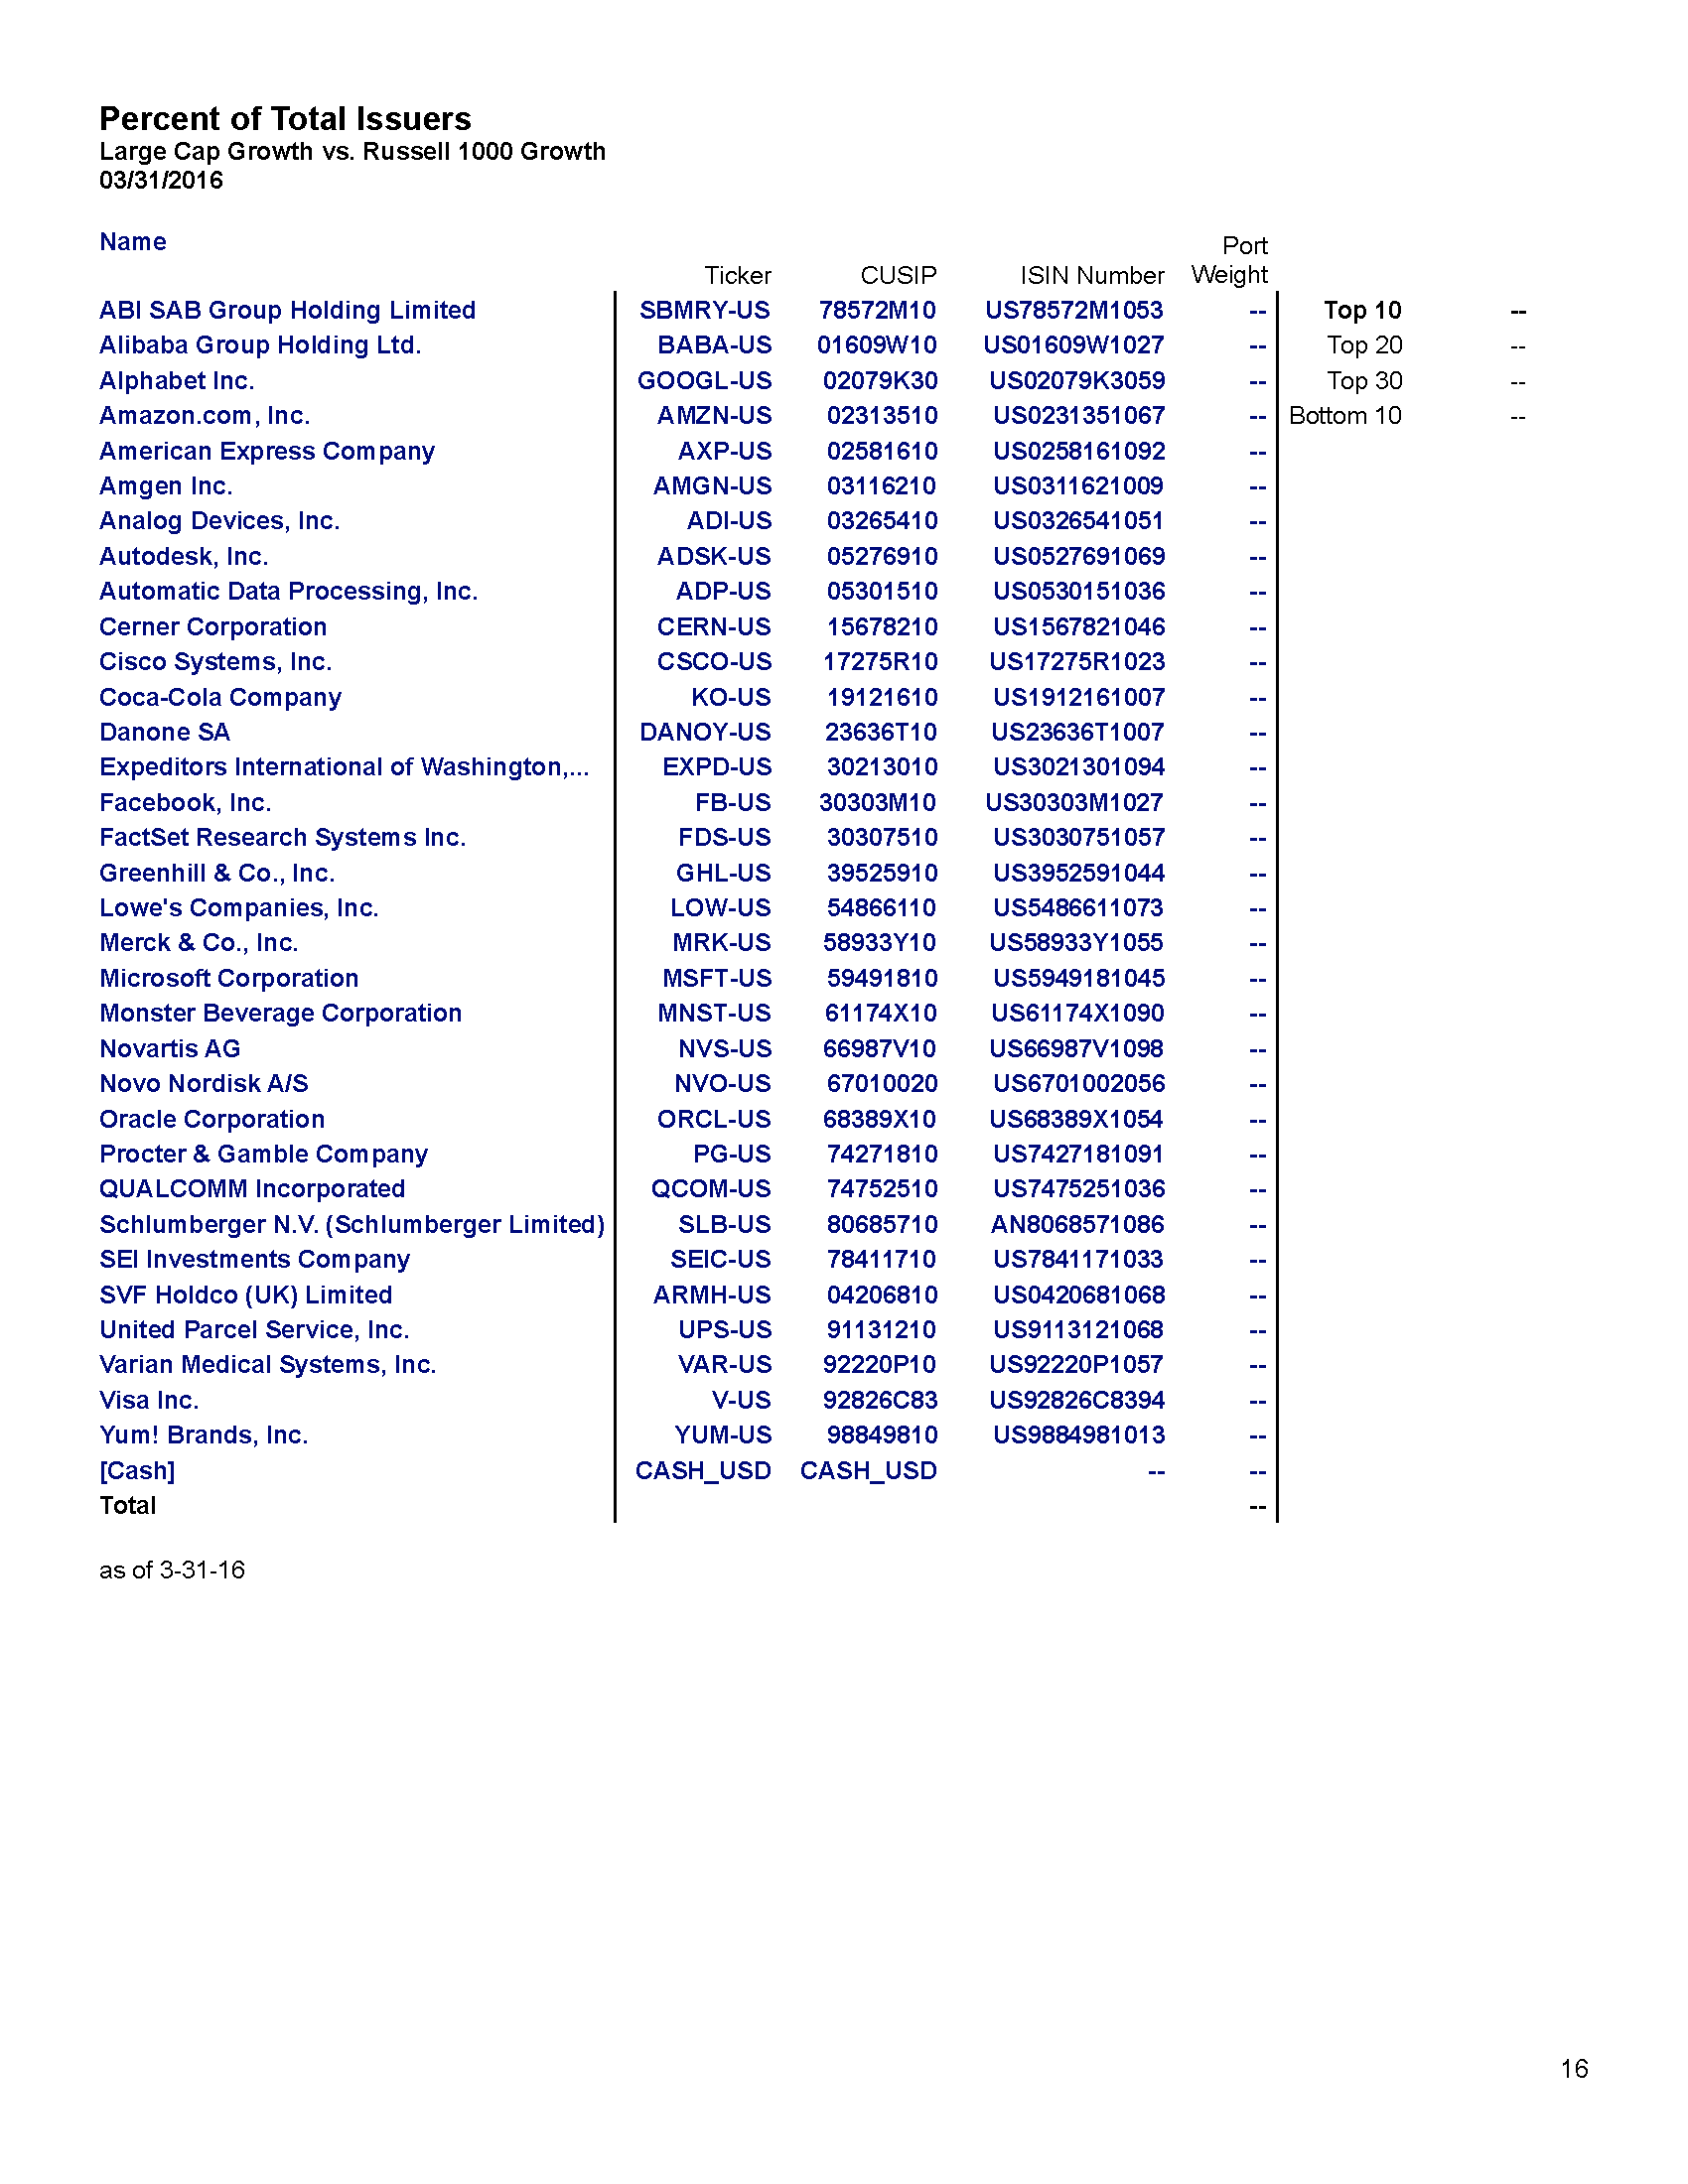 Percent of Total Issuers
Large Cap Growth vs. Russell 1000 Growth
03/31/2016
Name Ticker CUSIP ISIN Number Port Weight
ABI SAB Group Holding Limited SBMRY-US 78572M10 US78572M1053 -- Top 10 --
Alibaba Group Holding Ltd. BABA-US 01609W10 US01609W1027 -- Top 20 --
Alphabet Inc. GOOGL-US 02079K30 US02079K3059 -- Top 30 --
Amazon.com, Inc. AMZN-US 02313510 US0231351067 -- Bottom 10 --
American Express Company AXP-US 02581610 US0258161092 --
Amgen Inc. AMGN-US 03116210 US0311621009 --
Analog Devices, Inc. ADI-US 03265410 US0326541051 --
Autodesk, Inc. ADSK-US 05276910 US0527691069 --
Automatic Data Processing, Inc. ADP-US 05301510 US0530151036 --
Cerner Corporation CERN-US 15678210 US1567821046 --
Cisco Systems, Inc. CSCO-US 17275R10 US17275R1023 --
Coca-Cola Company KO-US 19121610 US1912161007 --
Danone SA DANOY-US 23636T10 US23636T1007 --
Expeditors International of Washington,... EXPD-US 30213010 US3021301094 --
Facebook, Inc. FB-US 30303M10 US30303M1027 --
FactSet Research Systems Inc. FDS-US 30307510 US3030751057 --
Greenhill & Co., Inc. GHL-US 39525910 US3952591044 --
Lowe's Companies, Inc. LOW-US 54866110 US5486611073 --
Merck & Co., Inc. MRK-US 58933Y10 US58933Y1055 --
Microsoft Corporation MSFT-US 59491810 US5949181045 --
Monster Beverage Corporation MNST-US 61174X10 US61174X1090 --
Novartis AG NVS-US 66987V10 US66987V1098 --
Novo Nordisk A/S NVO-US 67010020 US6701002056 --
Oracle Corporation ORCL-US 68389X10 US68389X1054 --
Procter & Gamble Company PG-US 74271810 US7427181091 --
QUALCOMM Incorporated QCOM-US 74752510 US7475251036 --
Schlumberger N.V. (Schlumberger Limited) SLB-US 80685710 AN8068571086 --
SEI Investments Company SEIC-US 78411710 US7841171033 --
SVF Holdco (UK) Limited ARMH-US 04206810 US0420681068 --
United Parcel Service, Inc. UPS-US 91131210 US9113121068 --
Varian Medical Systems, Inc. VAR-US 92220P10 US92220P1057 --
Visa Inc. V-US 92826C83 US92826C8394 --
Yum! Brands, Inc. YUM-US 98849810 US9884981013 --
[Cash] CASH_USD CASH_USD -- --
Total --
as of 3-31-16
16